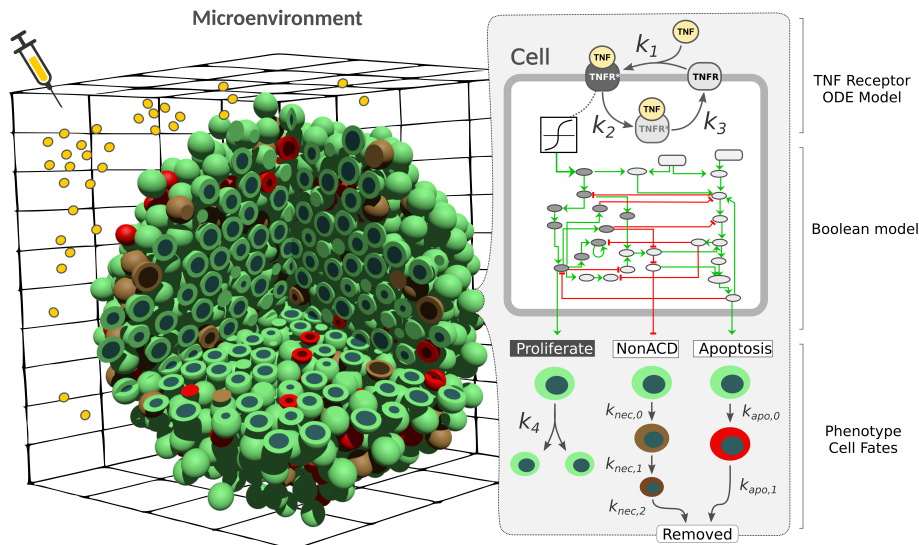 Microenvironment
Cell
TNF
k1
TNF
TNFR*
TNFR
TNF
TNFR*
k2
k3
TNF Receptor
ODE Model
Boolean model
Proliferate
NonACD
Apoptosis
k4
knec,0
kapo,0
knec,1
kapo,1
knec,2
Removed
Phenotype
Cell Fates